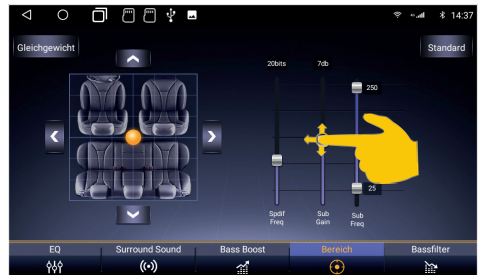 14:37
Gleichgewicht
Standard
20bits
7db
250
25
Spdif
Freq
Sub
Gain
Sub
Freq
EQ
Surround Sound
Bass Boost
Bereich
Bassfilter